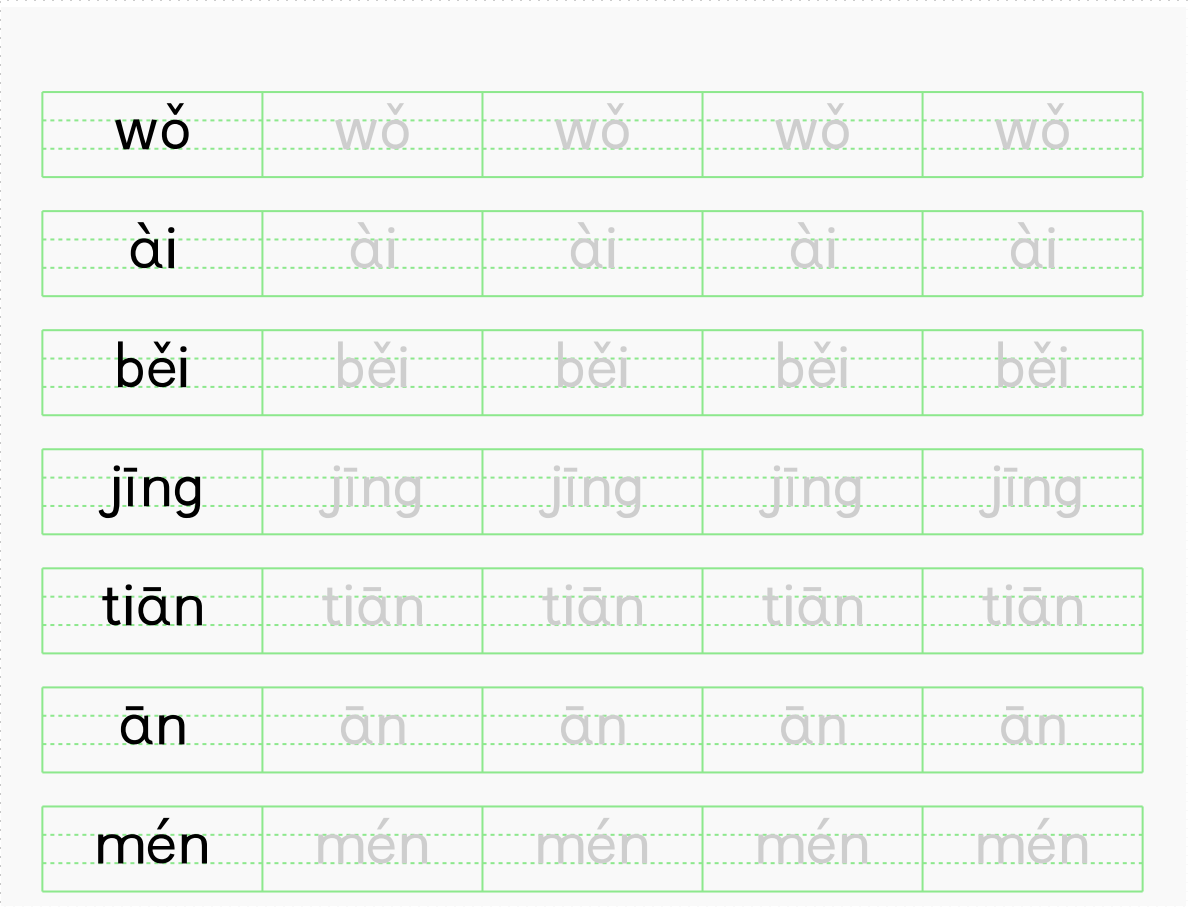 wǒ wǒ wǒ wǒ wǒ
ài ài ài ài ài
běi běi běi běi běi
jīng jīng jīng jīng jīng
tiān tiān tiān tiān tiān
ān ān ān ān ān
mén mén mén mén mén